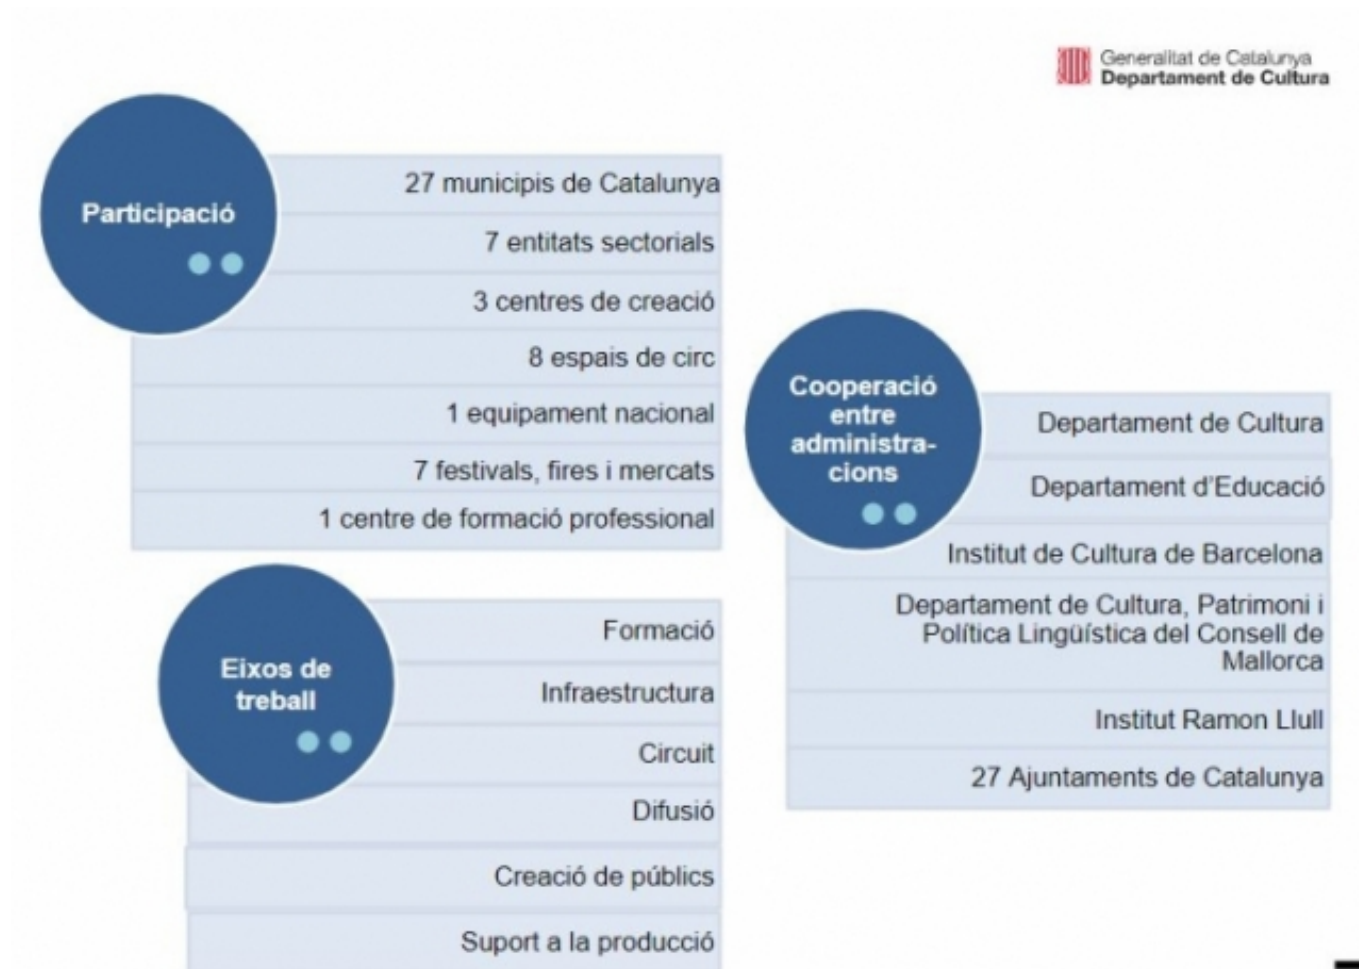 Generalitat de Catalunya
Departament de Cultura
Participació
27 municipis de Catalunya
7 entitats sectorials
3 centres de creació
8 espais de circ
1 equipament nacional
7 festivals, fires i mercats
1 centre de formació professional
Cooperació
entre
administra-
cions
Departament de Cultura
Departament d'Educació
Institut de Cultura de Barcelona
Departament de Cultura, Patrimoni i
Política Lingüística del Consell de
Mallorca
Institut Ramon Llull
27 Ajuntaments de Catalunya
Eixos de
treball
Formació
Infraestructura
Circuit
Difusió
Creació de públics
Suport a la producció